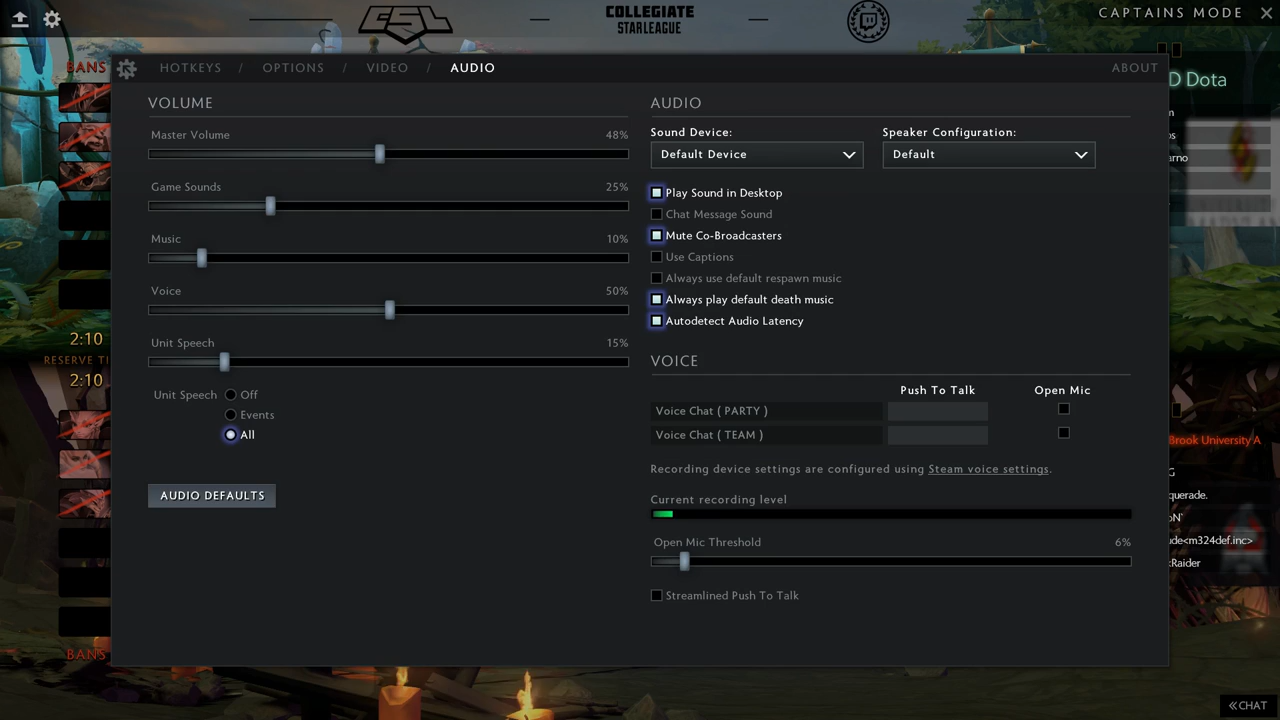 CSL
COLLEGIATE
STARLEAGUE
CAPTAINS MODE
BANS
HOTKEYS / OPTIONS / VIDEO / AUDIO
ABOUT
D Dota
VOLUME
Master Volume 48%
Game Sounds 25%
Music 10%
Voice 50%
Unit Speech 15%
Unit Speech Off
Events
All
AUDIO DEFAULTS
AUDIO
Sound Device:
Default Device
Speaker Configuration:
Default
Play Sound in Desktop
Chat Message Sound
Mute Co-Broadcasters
Use Captions
Always use default respawn music
Always play default death music
Autodetect Audio Latency
VOICE
Push To Talk Open Mic
Voice Chat ( PARTY )
Voice Chat ( TEAM )
Recording device settings are configured using Steam voice settings.
Current recording level
Open Mic Threshold 6%
Streamlined Push To Talk
2:10
RESERVE TI
2:10
BANS
arno
Brook University A
G
querade.
oN`
ude<m324def.inc>
Raider
«CHAT